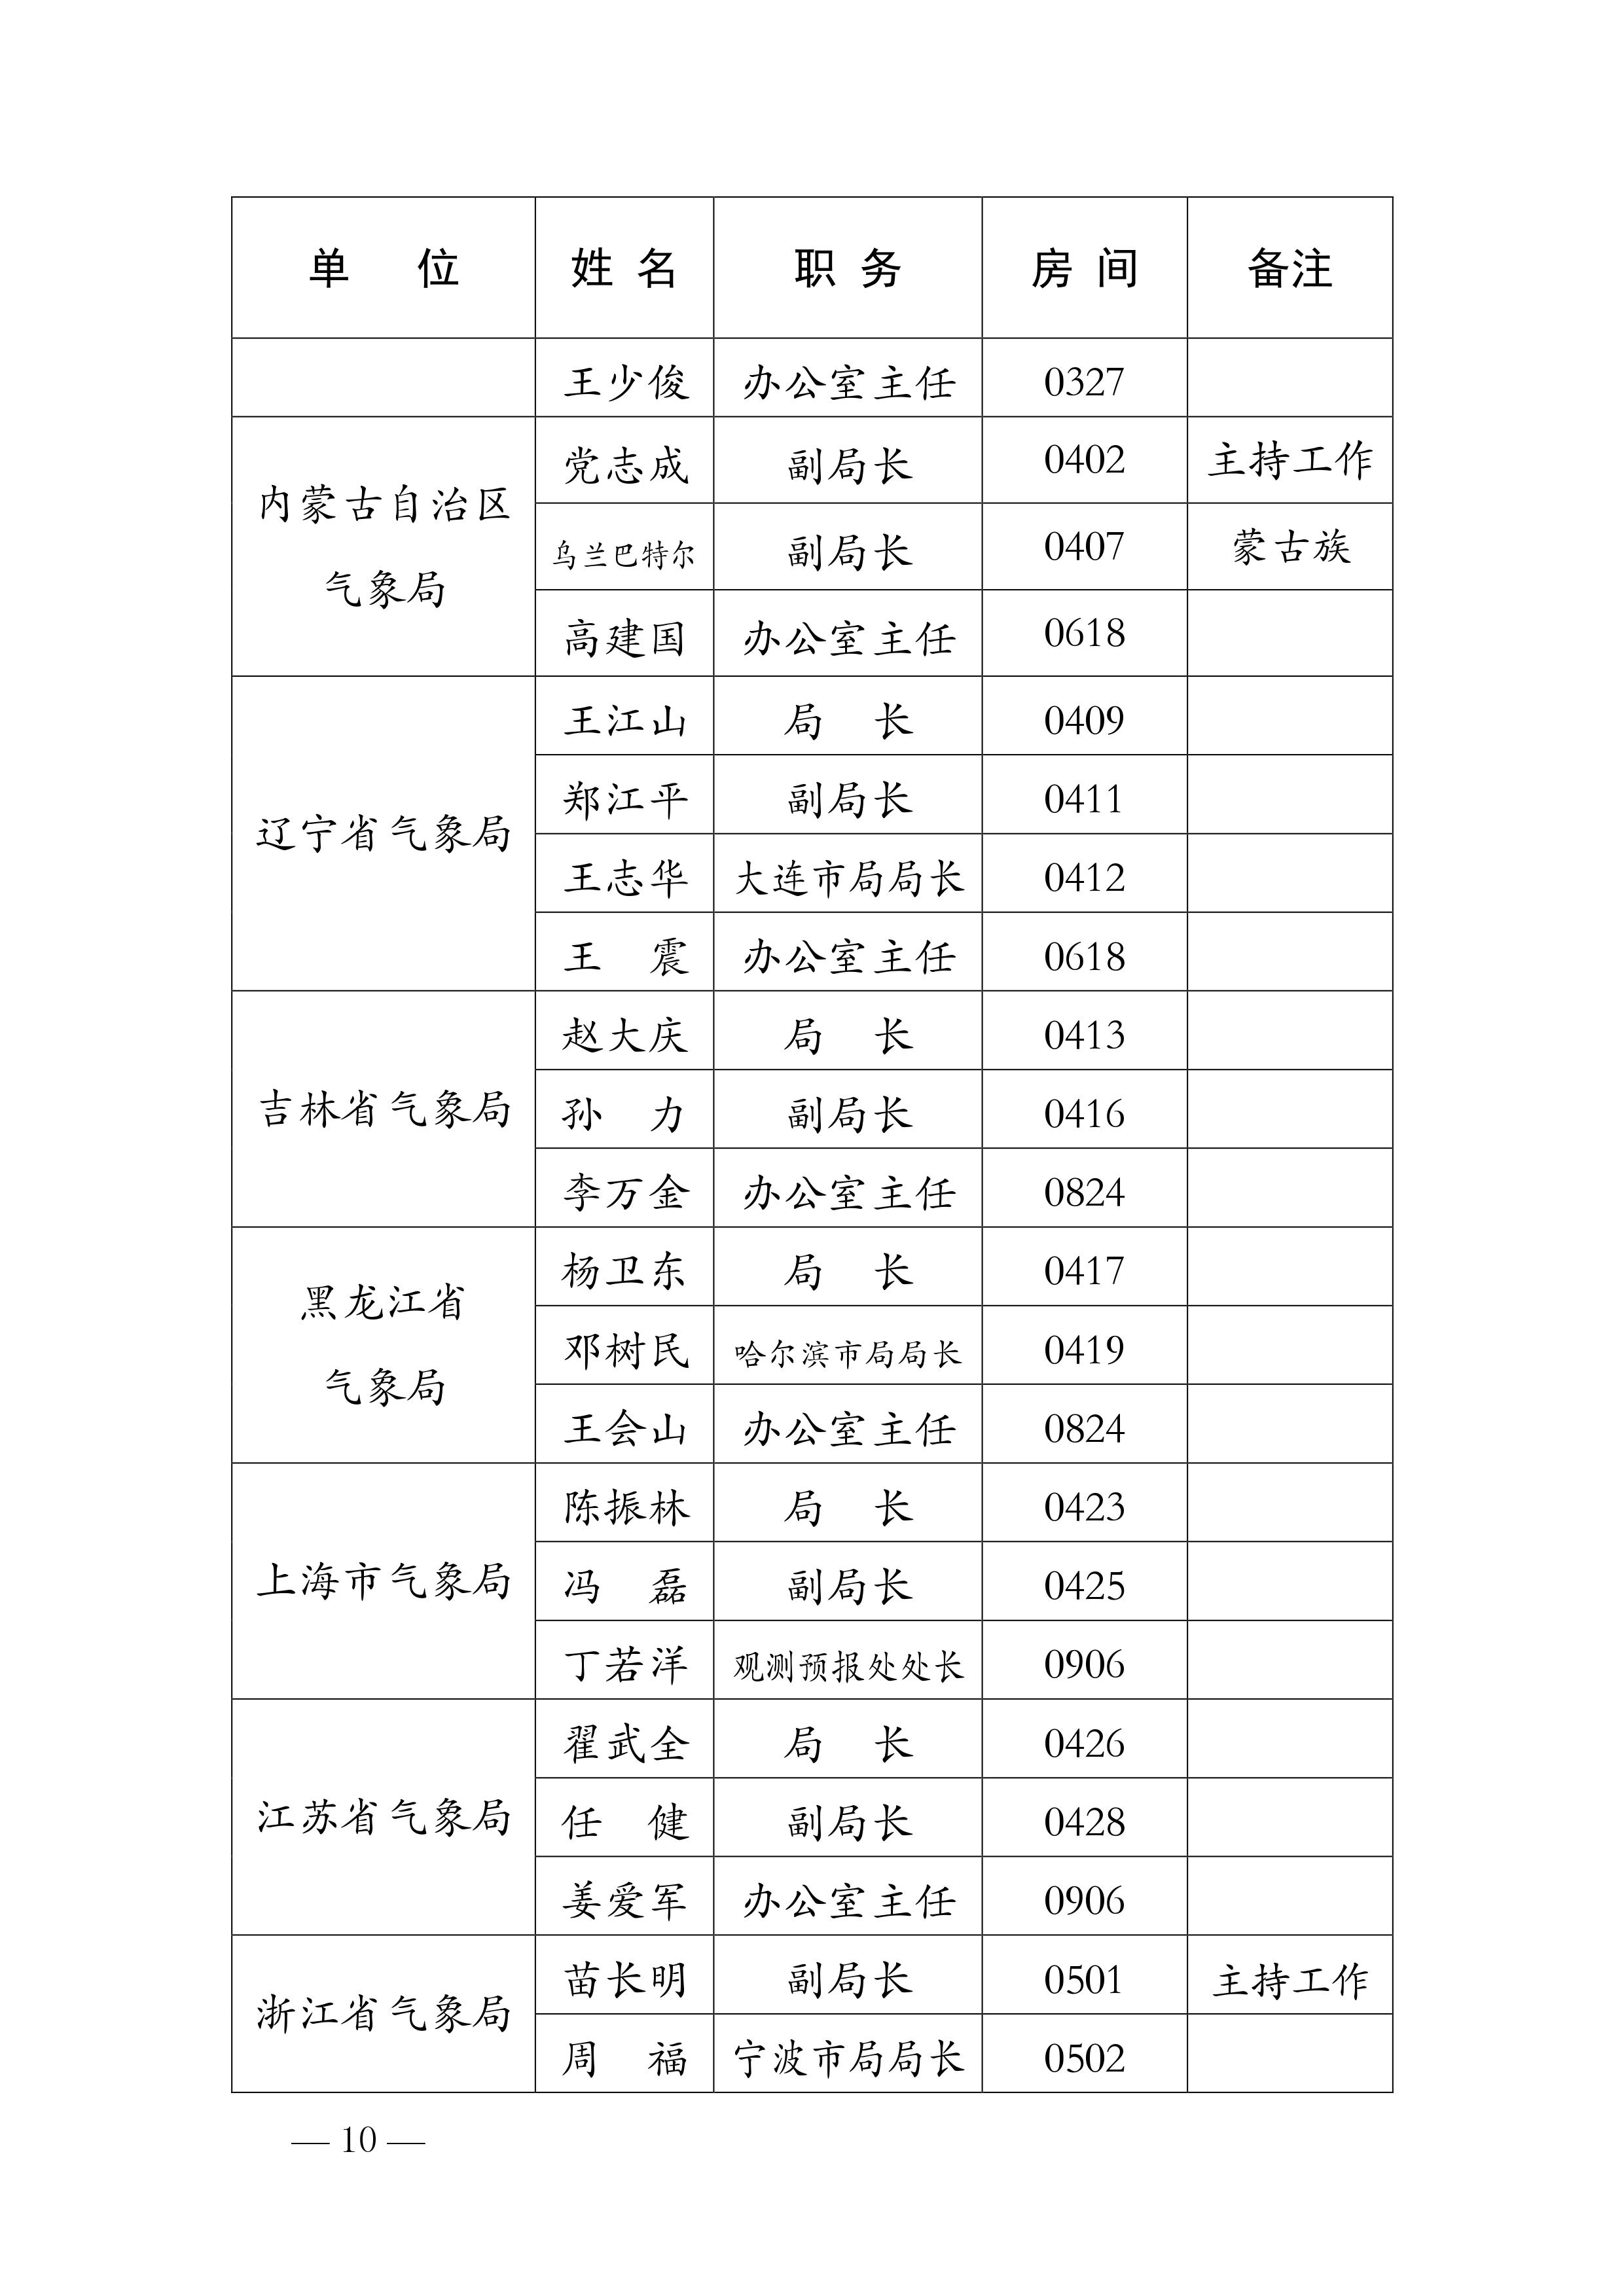 单 位 姓 名 职 务 房 间 备注
王少俊 办公室主任 0327
内蒙古自治区
气象局
党志成 副局长 0402 主持工作
乌兰巴特尔 副局长 0407 蒙古族
高建国 办公室主任 0618
辽宁省气象局
王江山 局 长 0409
郑江平 副局长 0411
王志华 大连市局局长 0412
王 震 办公室主任 0618
吉林省气象局
赵大庆 局 长 0413
孙 力 副局长 0416
李万金 办公室主任 0824
黑龙江省
气象局
杨卫东 局 长 0417
邓树民 哈尔滨市局局长 0419
王会山 办公室主任 0824
上海市气象局
陈振林 局 长 0423
冯 磊 副局长 0425
丁若洋 观测预报处处长 0906
江苏省气象局
翟武全 局 长 0426
任 健 副局长 0428
姜爱军 办公室主任 0906
浙江省气象局
苗长明 副局长 0501 主持工作
周 福 宁波市局局长 0502
— 10 —